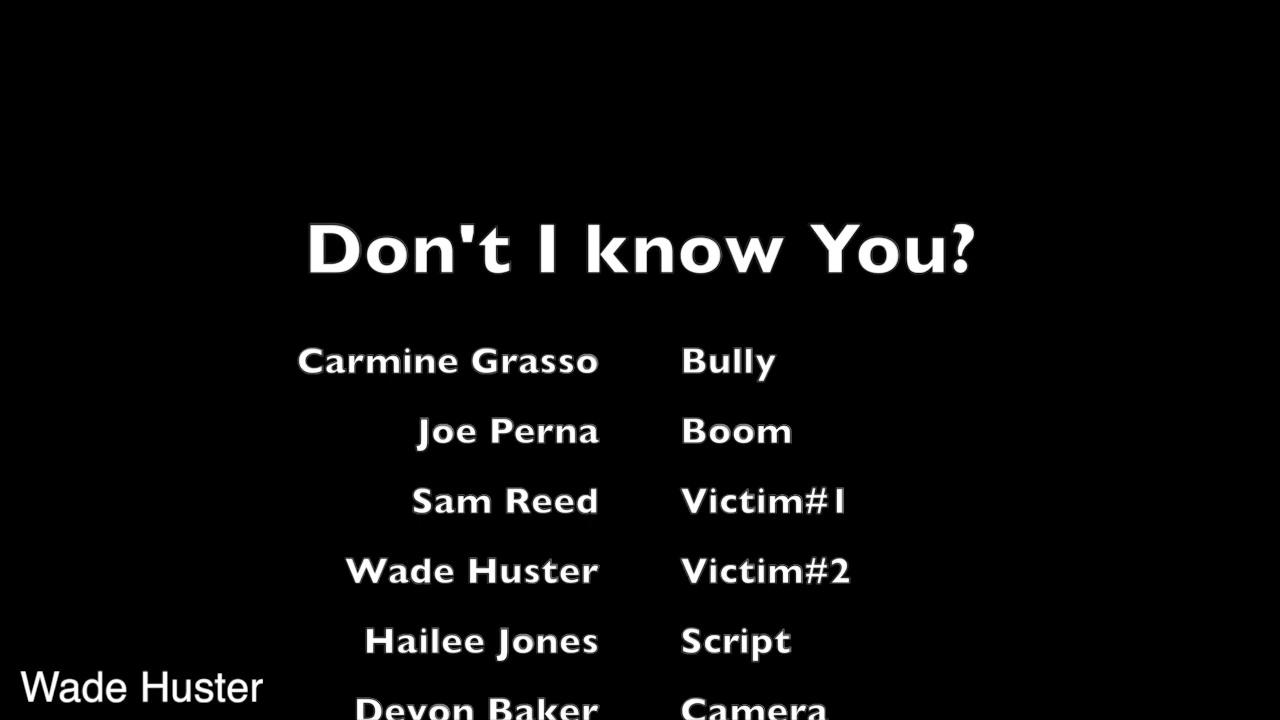 Don't I know You?
Carmine Grasso Bully
Joe Perna Boom
Sam Reed Victim#1
Wade Huster Victim#2
Hailee Jones Script
Wade Huster
Devon Baker Camera